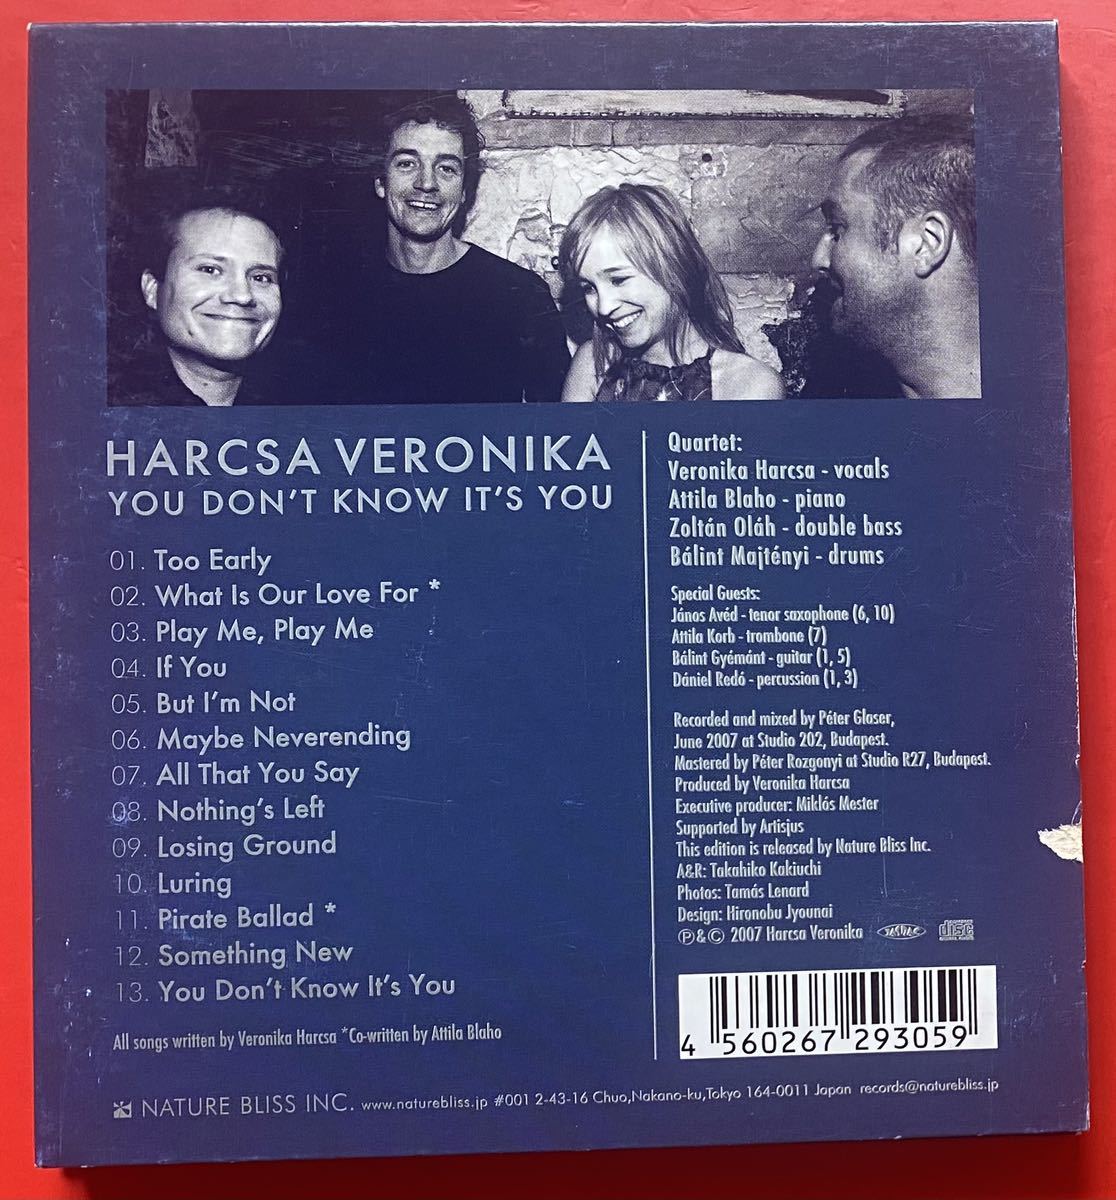 HARCSA VERONIKA
YOU DON'T KNOW IT'S YOU
01. Too Early
02. What Is Our Love For *
03. Play Me, Play Me
04. If You
05. But I'm Not
06. Maybe Neverending
07. All That You Say
08. Nothing's Left
09. Losing Ground
10. Luring
11. Pirate Ballad *
12. Something New
13. You Don't Know It's You
All songs written by Veronika Harcsa *Co-written by Attila Blaho
Quartet:
Veronika Harcsa - vocals
Attila Blaho - piano
Zoltán Oláh - double bass
Bálint Majtényi - drums
Special Guests:
János Avéd - tenor saxophone (6, 10)
Attila Korb - trombone (7)
Bálint Gyémánt - guitar (1, 5)
Dániel Redó - percussion (1, 3)
Recorded and mixed by Péter Glaser,
June 2007 at Studio 202, Budapest.
Mastered by Péter Rozgonyi at Studio R27, Budapest.
Produced by Veronika Harcsa
Executive producer: Miklós Mester
Supported by Artisjus
This edition is released by Nature Bliss Inc.
A&R: Takahiko Kakiuchi
Photos: Tamás Lenard
Design: Hironobu Jyounai
℗&© 2007 Harcsa Veronika JASRAC COMPACT disc DIGITAL AUDIO
4 560267 293059
NATURE BLISS INC. www.naturebliss.jp #001 2-43-16 Chuo,Nakano-ku,Tokyo 164-0011 Japan records@naturebliss.jp